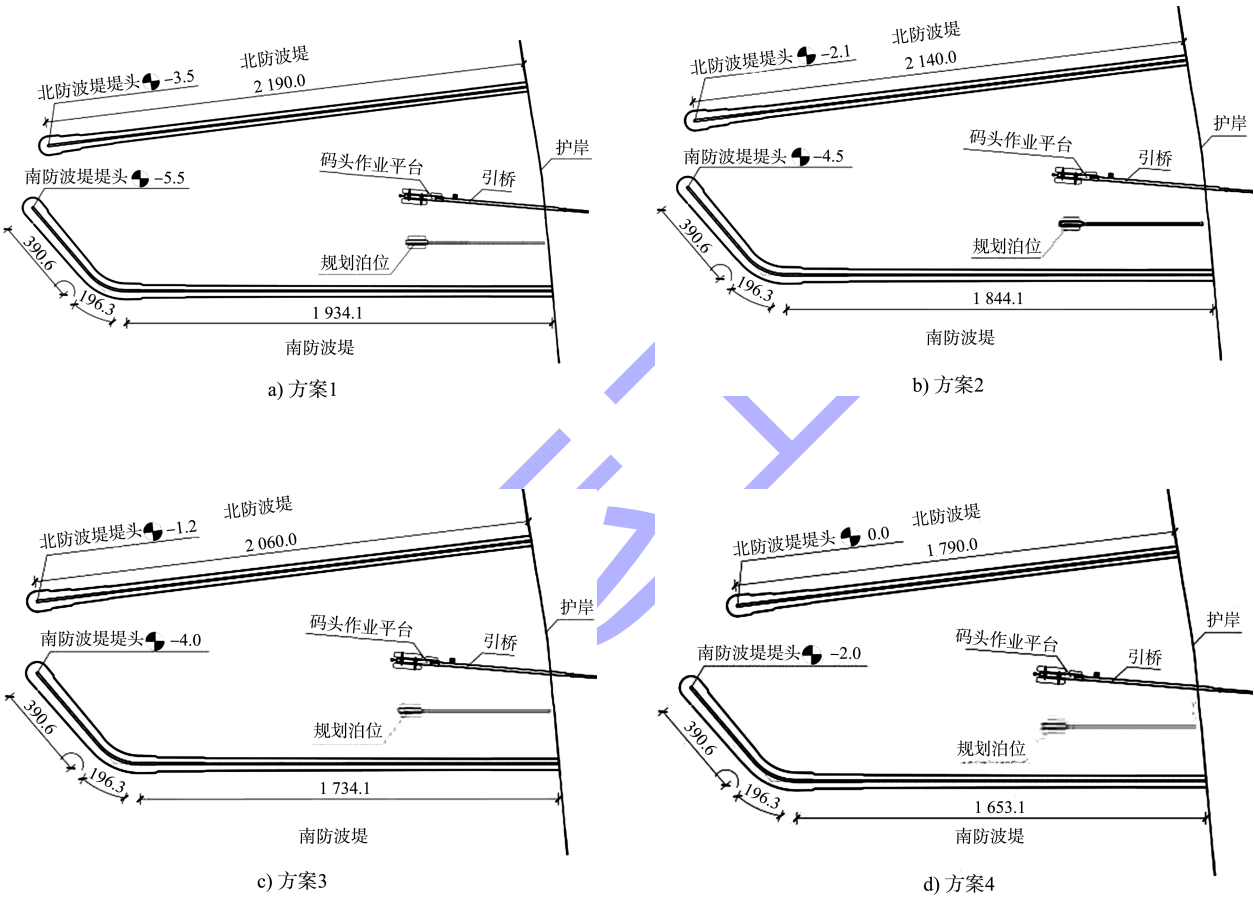 北防波堤
北防波堤堤头 -3.5
2 190.0
护岸
码头作业平台
引桥
南防波堤堤头 -5.5
规划泊位
390.6
196.3
1 934.1
南防波堤
a) 方案1
北防波堤
北防波堤堤头 -2.1
2 140.0
护岸
码头作业平台
引桥
南防波堤堤头 -4.5
规划泊位
390.6
196.3
1 844.1
南防波堤
b) 方案2
北防波堤
北防波堤堤头 -1.2
2 060.0
护岸
码头作业平台
引桥
南防波堤堤头 -4.0
规划泊位
390.6
196.3
1 734.1
南防波堤
c) 方案3
北防波堤
北防波堤堤头 0.0
1 790.0
护岸
码头作业平台
引桥
南防波堤堤头 -2.0
规划泊位
390.6
196.3
1 653.1
南防波堤
d) 方案4